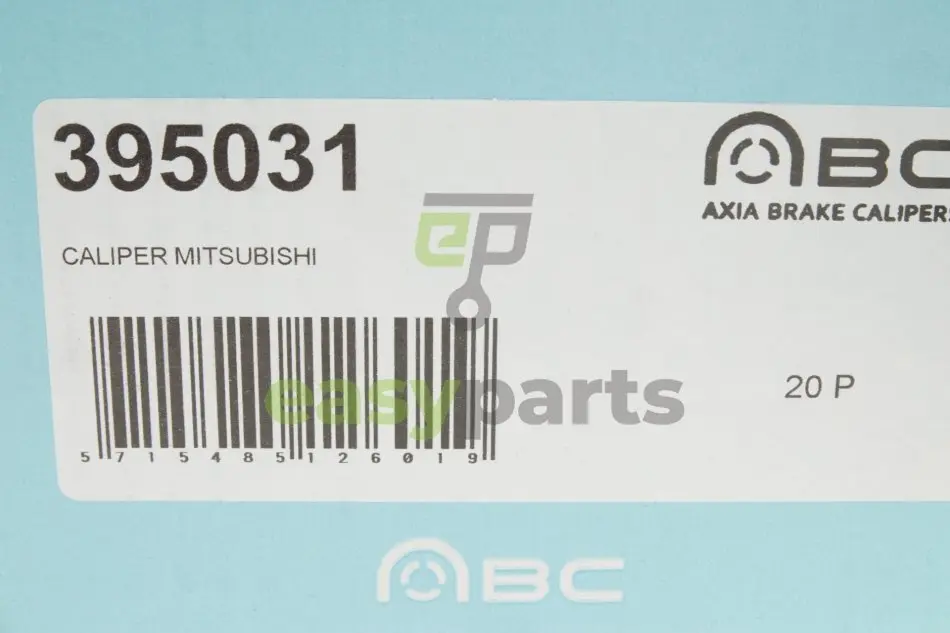 395031
ABC
AXIA BRAKE CALIPERS
CALIPER MITSUBISHI
ep
easyparts
20 P
5 715485 126019
ABC